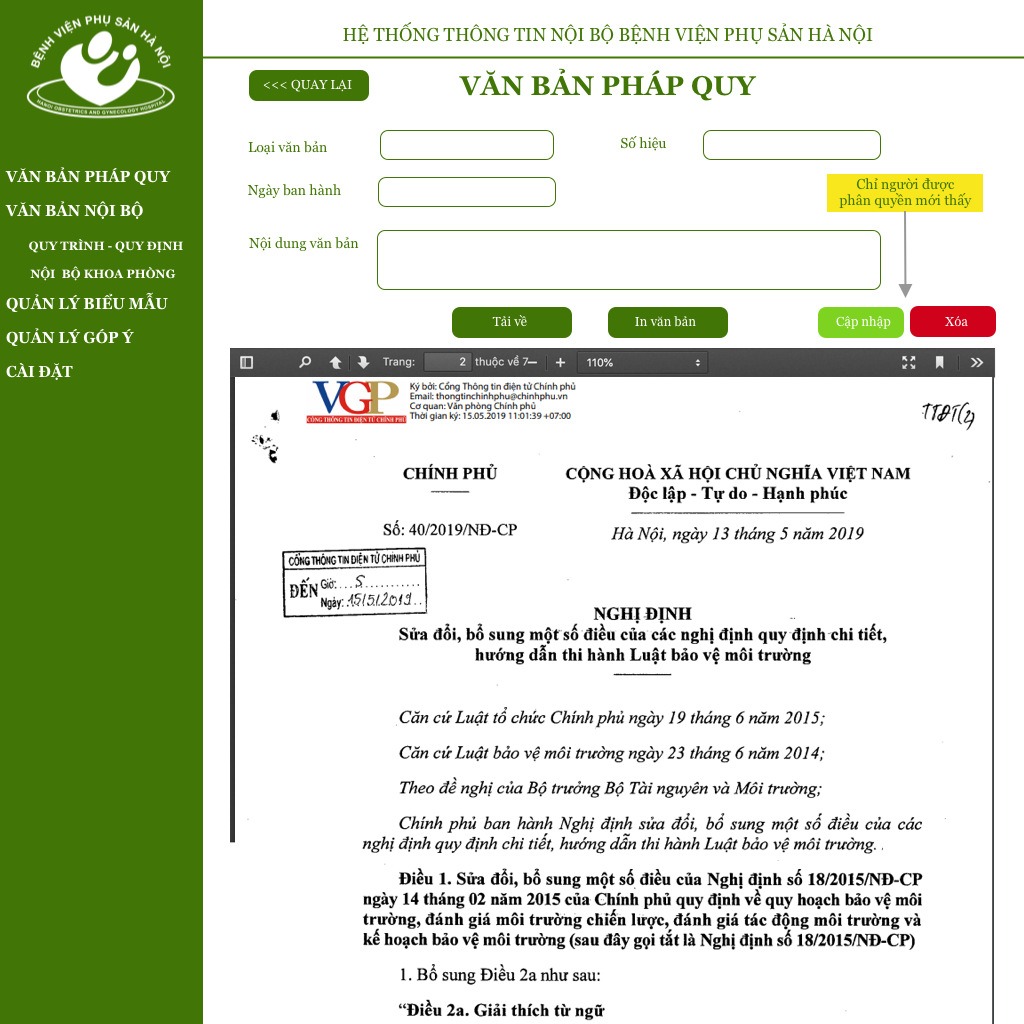 BỆNH VIỆN PHỤ SẢN HÀ NỘI
HANOI OBSTETRICS AND GYNECOLOGY HOSPITAL
VĂN BẢN PHÁP QUY
VĂN BẢN NỘI BỘ
QUY TRÌNH - QUY ĐỊNH
NỘI BỘ KHOA PHÒNG
QUẢN LÝ BIỂU MẪU
QUẢN LÝ GÓP Ý
CÀI ĐẶT
HỆ THỐNG THÔNG TIN NỘI BỘ BỆNH VIỆN PHỤ SẢN HÀ NỘI
<<< QUAY LẠI
VĂN BẢN PHÁP QUY
Loại văn bản
Số hiệu
Ngày ban hành
Chỉ người được
phân quyền mới thấy
Nội dung văn bản
Tải về
In văn bản
Cập nhập
Xóa
Trang: 2 thuộc về 7
110%
VGP
CỔNG THÔNG TIN ĐIỆN TỬ CHÍNH PHỦ
Ký bởi: Cổng Thông tin điện tử Chính phủ
Email: thongtinchinhphu@chinhphu.vn
Cơ quan: Văn phòng Chính phủ
Thời gian ký: 15.05.2019 11:01:39 +07:00
TTĐT(2)
CHÍNH PHỦ
CỘNG HOÀ XÃ HỘI CHỦ NGHĨA VIỆT NAM
Độc lập - Tự do - Hạnh phúc
Số: 40/2019/NĐ-CP
Hà Nội, ngày 13 tháng 5 năm 2019
CỔNG THÔNG TIN ĐIỆN TỬ CHÍNH PHỦ
ĐẾN
Giờ: ....S...........
Ngày: .15/5/2019..
NGHỊ ĐỊNH
Sửa đổi, bổ sung một số điều của các nghị định quy định chi tiết,
hướng dẫn thi hành Luật bảo vệ môi trường
Căn cứ Luật tổ chức Chính phủ ngày 19 tháng 6 năm 2015;
Căn cứ Luật bảo vệ môi trường ngày 23 tháng 6 năm 2014;
Theo đề nghị của Bộ trưởng Bộ Tài nguyên và Môi trường;
Chính phủ ban hành Nghị định sửa đổi, bổ sung một số điều của các
nghị định quy định chi tiết, hướng dẫn thi hành Luật bảo vệ môi trường.
Điều 1. Sửa đổi, bổ sung một số điều của Nghị định số 18/2015/NĐ-CP
ngày 14 tháng 02 năm 2015 của Chính phủ quy định về quy hoạch bảo vệ môi
trường, đánh giá môi trường chiến lược, đánh giá tác động môi trường và
kế hoạch bảo vệ môi trường (sau đây gọi tắt là Nghị định số 18/2015/NĐ-CP)
1. Bổ sung Điều 2a như sau:
“Điều 2a. Giải thích từ ngữ